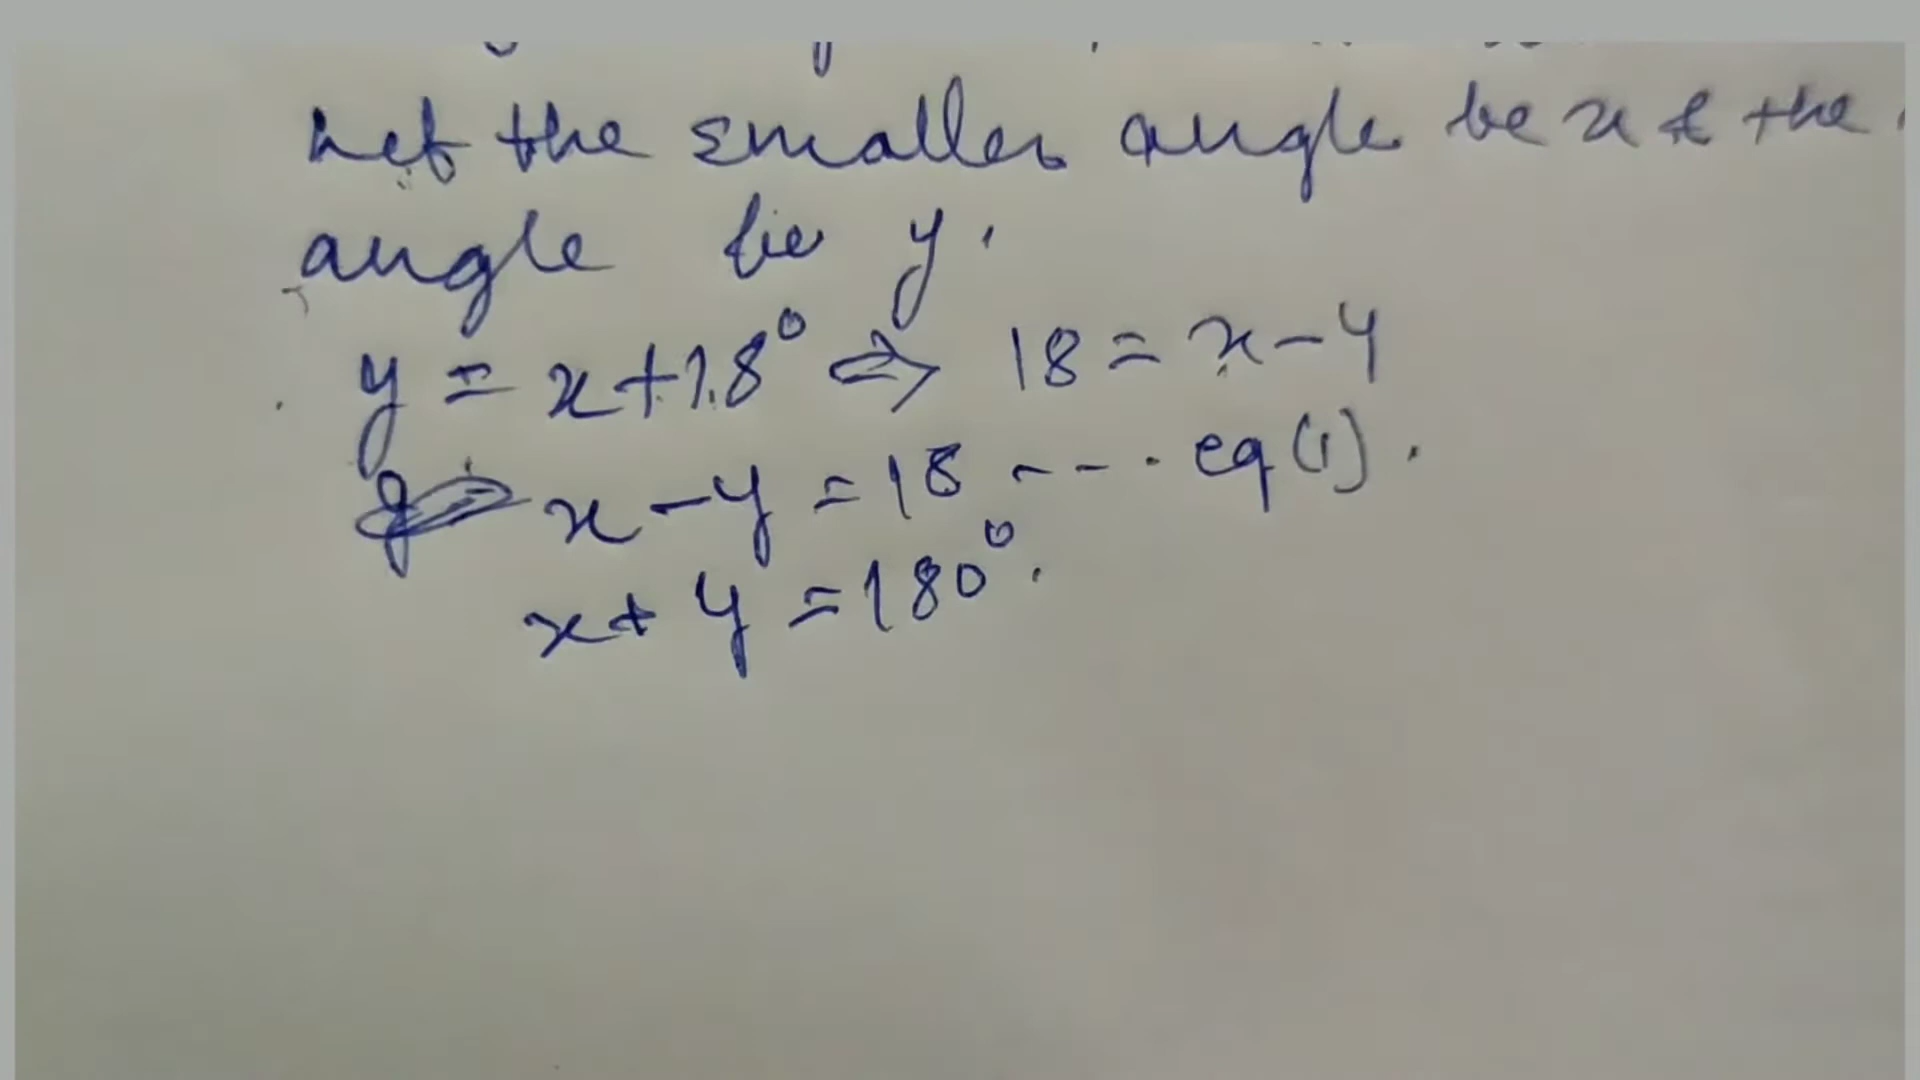 Let the smaller angle be x & the
angle be y.
y = x+18° ⇒ 18 = x-y
x-y = 18 --- eq (1).
x+ y = 180°.